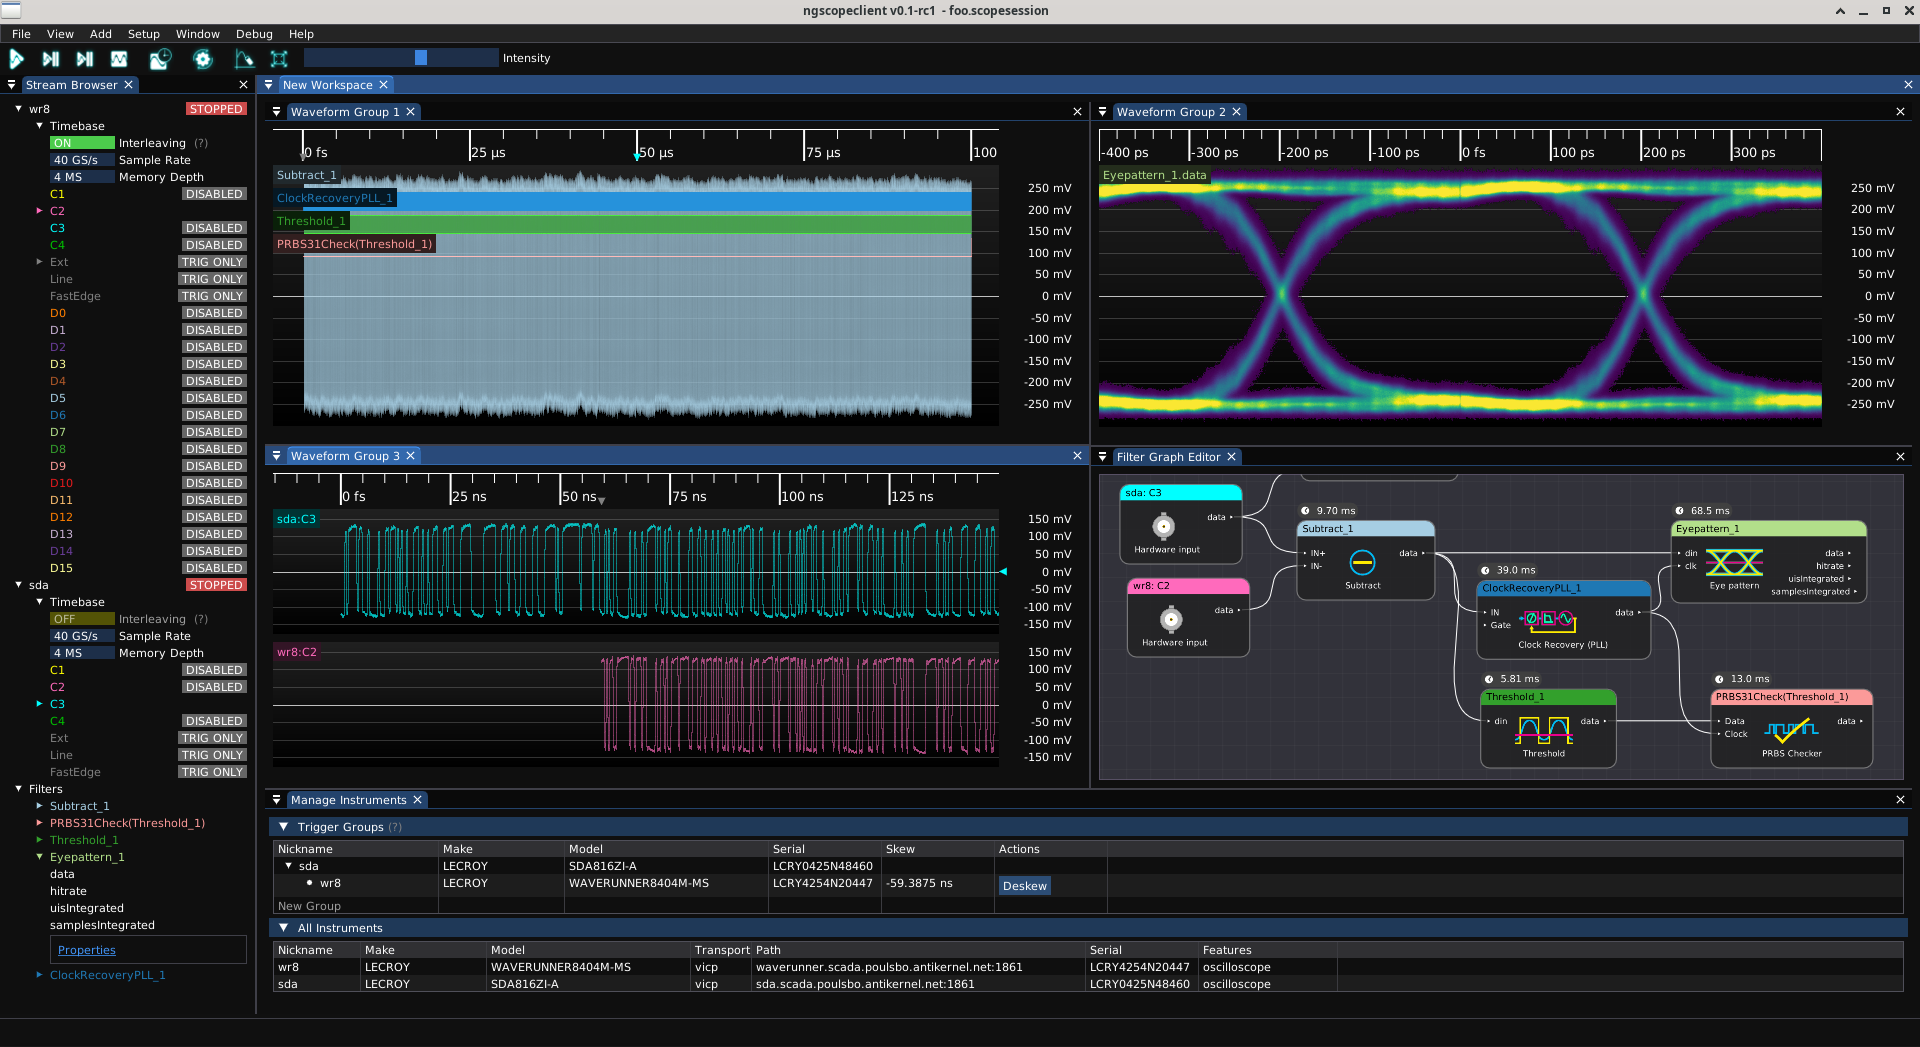 ngscopeclient v0.1-rc1 - foo.scopesession
File View Add Setup Window Debug Help
Intensity
Stream Browser
wr8 STOPPED
Timebase
ON Interleaving (?)
40 GS/s Sample Rate
4 MS Memory Depth
C1 DISABLED
C2
C3 DISABLED
C4 DISABLED
Ext TRIG ONLY
Line TRIG ONLY
FastEdge TRIG ONLY
D0 DISABLED
D1 DISABLED
D2 DISABLED
D3 DISABLED
D4 DISABLED
D5 DISABLED
D6 DISABLED
D7 DISABLED
D8 DISABLED
D9 DISABLED
D10 DISABLED
D11 DISABLED
D12 DISABLED
D13 DISABLED
D14 DISABLED
D15 DISABLED
sda STOPPED
Timebase
OFF Interleaving (?)
40 GS/s Sample Rate
4 MS Memory Depth
C1 DISABLED
C2 DISABLED
C3
C4 DISABLED
Ext TRIG ONLY
Line TRIG ONLY
FastEdge TRIG ONLY
Filters
Subtract_1
PRBS31Check(Threshold_1)
Threshold_1
Eyepattern_1
data
hitrate
uisIntegrated
samplesIntegrated
Properties
ClockRecoveryPLL_1
New Workspace
Waveform Group 1
0 fs 25 µs 50 µs 75 µs 100
Subtract_1
ClockRecoveryPLL_1
Threshold_1
PRBS31Check(Threshold_1)
250 mV
200 mV
150 mV
100 mV
50 mV
0 mV
-50 mV
-100 mV
-150 mV
-200 mV
-250 mV
Waveform Group 2
-400 ps -300 ps -200 ps -100 ps 0 fs 100 ps 200 ps 300 ps
Eyepattern_1.data
250 mV
200 mV
150 mV
100 mV
50 mV
0 mV
-50 mV
-100 mV
-150 mV
-200 mV
-250 mV
Waveform Group 3
0 fs 25 ns 50 ns 75 ns 100 ns 125 ns
sda:C3
150 mV
100 mV
50 mV
0 mV
-50 mV
-100 mV
-150 mV
wr8:C2
150 mV
100 mV
50 mV
0 mV
-50 mV
-100 mV
-150 mV
Filter Graph Editor
sda: C3
data
Hardware input
wr8: C2
data
Hardware input
9.70 ms
Subtract_1
IN+ data
IN-
Subtract
39.0 ms
ClockRecoveryPLL_1
IN data
Gate
Clock Recovery (PLL)
68.5 ms
Eyepattern_1
din data
clk hitrate
uisIntegrated
samplesIntegrated
Eye pattern
5.81 ms
Threshold_1
din data
Threshold
13.0 ms
PRBS31Check(Threshold_1)
Data data
Clock
PRBS Checker
Manage Instruments
Trigger Groups (?)
Nickname Make Model Serial Skew Actions
sda LECROY SDA816ZI-A LCRY0425N48460
wr8 LECROY WAVERUNNER8404M-MS LCRY4254N20447 -59.3875 ns Deskew
New Group
All Instruments
Nickname Make Model Transport Path Serial Features
wr8 LECROY WAVERUNNER8404M-MS vicp waverunner.scada.poulsbo.antikernel.net:1861 LCRY4254N20447 oscilloscope
sda LECROY SDA816ZI-A vicp sda.scada.poulsbo.antikernel.net:1861 LCRY0425N48460 oscilloscope